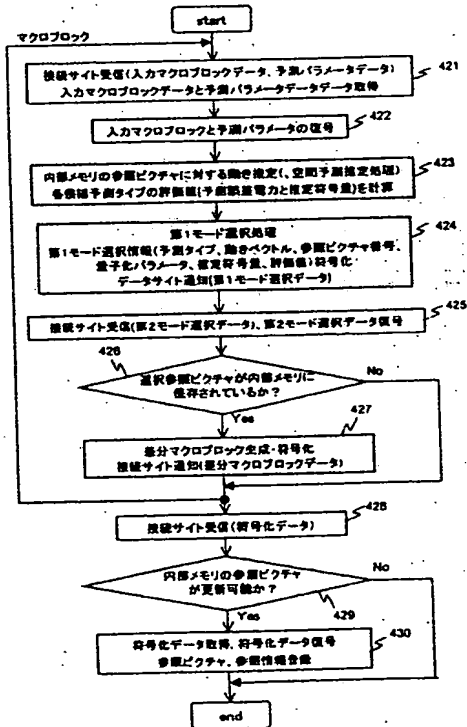 start
マクロブロック
接続サイト受信(入力マクロブロックデータ、予測パラメータデータ)
入力マクロブロックデータと予測パラメータデータデータ取得
421
入力マクロブロックと予測パラメータの復号
422
内部メモリの参照ピクチャに対する動き推定(、空間予測推定処理)
各候補予測タイプの評価値(予測誤差電力と推定符号量)を計算
423
第1モード選択処理
第1モード選択情報(予測タイプ、動きベクトル、参照ピクチャ番号、
量子化パラメータ、推定符号量、評価値)符号化
データサイト通知(第1モード選択データ)
424
接続サイト受信(第2モード選択データ)、第2モード選択データ復号
425
426
選択参照ピクチャが内部メモリに
保存されているか?
No
Yes
427
差分マクロブロック生成・符号化
接続サイト通知(差分マクロブロックデータ)
接続サイト受信(符号化データ)
428
内部メモリの参照ピクチャ
が更新可能か?
No
429
Yes
符号化データ取得、符号化データ復号
参照ピクチャ、参照情報登録
430
end